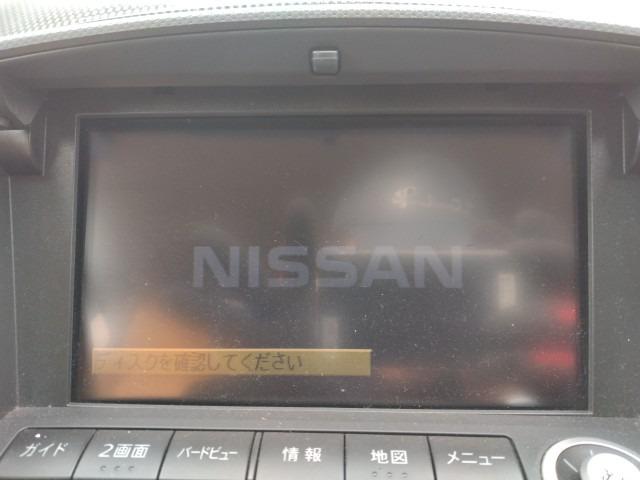 NISSAN
ディスクを確認してください
ガイド
2画面
バードビュー
情報
地図
メニュー